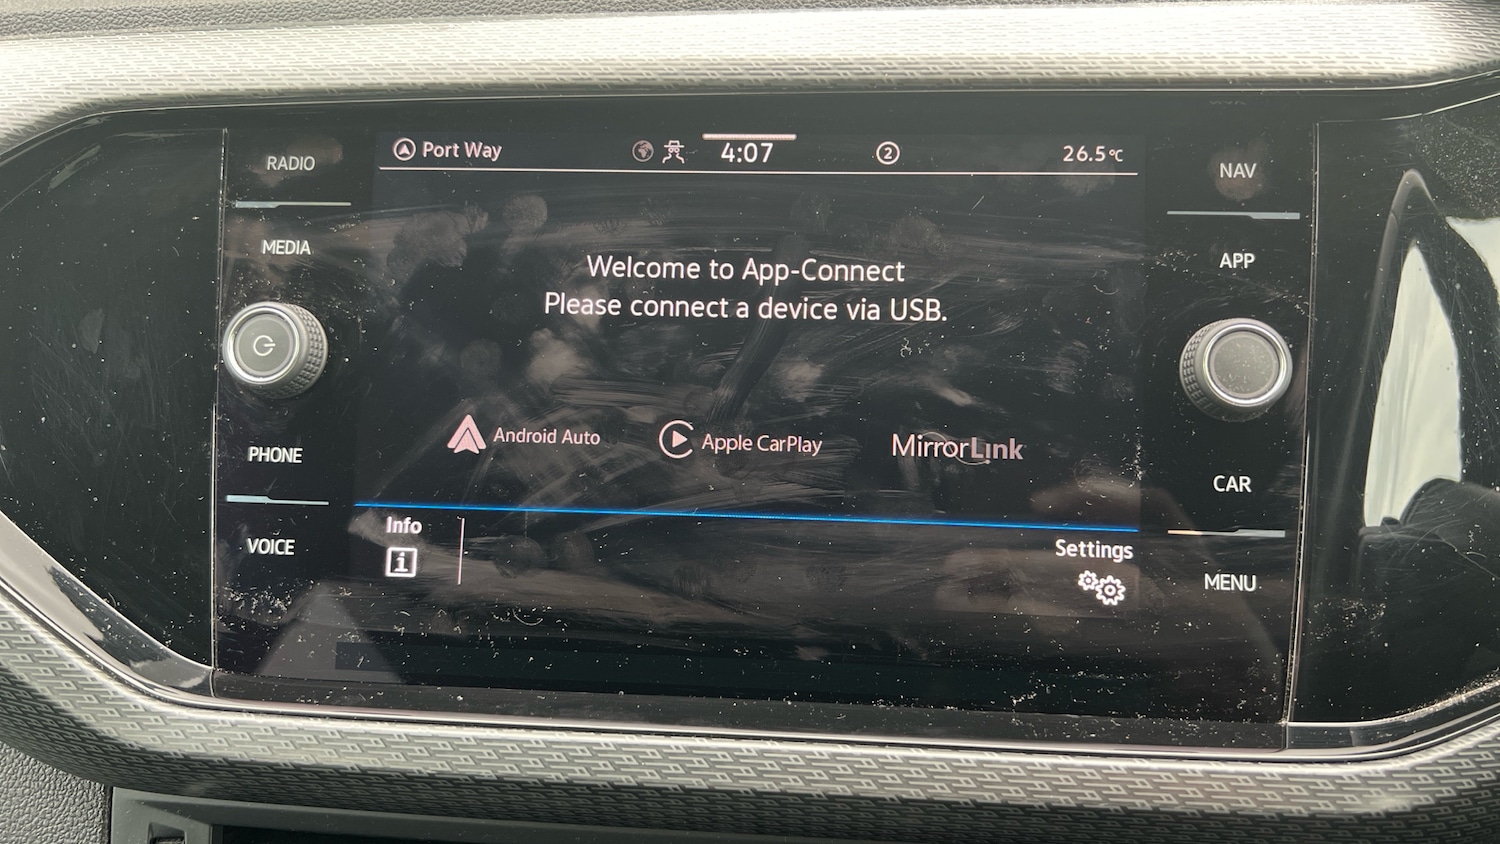 RADIO
MEDIA
PHONE
VOICE
Port Way
4:07
2
26.5°C
Welcome to App-Connect
Please connect a device via USB.
Android Auto
Apple CarPlay
MirrorLink
Info
i
Settings
NAV
APP
CAR
MENU